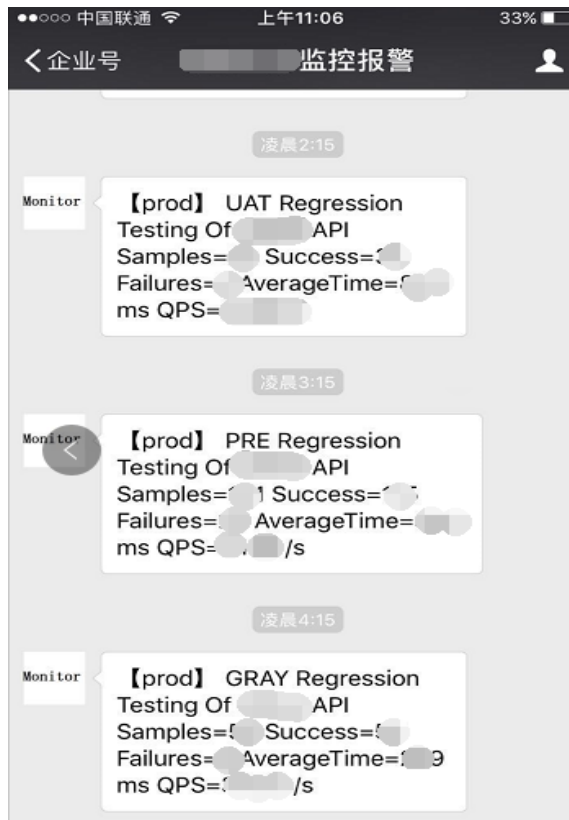 中国联通 上午11:06 33%
企业号 监控报警
凌晨2:15
Monitor
【prod】 UAT Regression
Testing Of API
Samples= Success=
Failures= AverageTime=
ms QPS=
凌晨3:15
Monitor
【prod】 PRE Regression
Testing Of API
Samples= Success=
Failures= AverageTime=
ms QPS= /s
凌晨4:15
Monitor
【prod】 GRAY Regression
Testing Of API
Samples= Success=
Failures= AverageTime=
ms QPS= /s